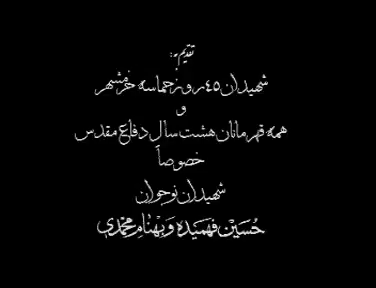 تقدیم به:
شهیدان ۴۵ روز حماسه خرمشهر
و
همه قهرمانان هشت سال دفاع مقدس
خصوصاً
شهیدان نوجوان
حسین فهمیده و بهنام محمدی